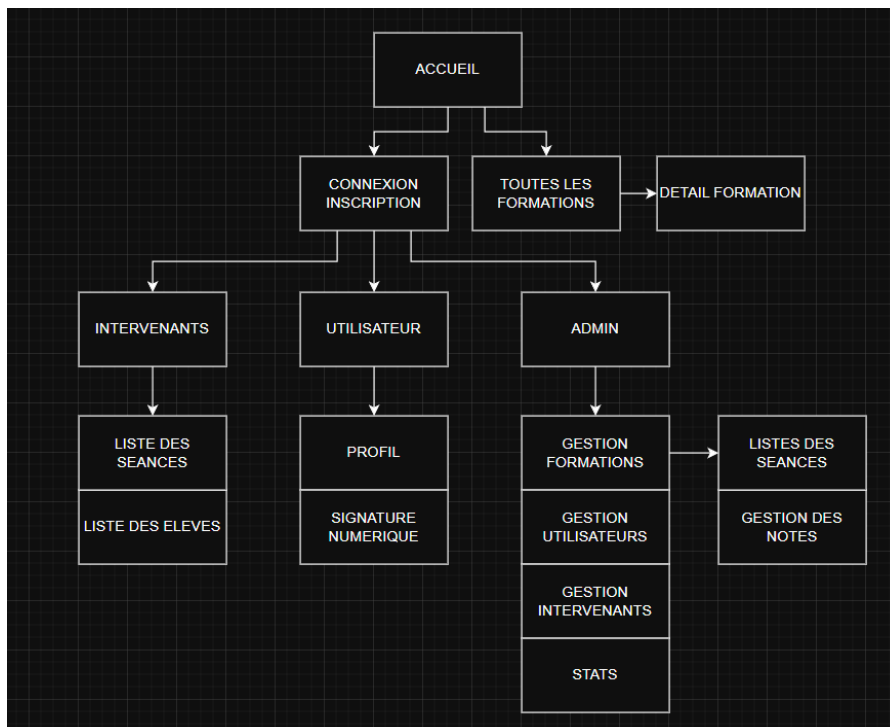 ACCUEIL
CONNEXION
INSCRIPTION
TOUTES LES
FORMATIONS
DETAIL FORMATION
INTERVENANTS
UTILISATEUR
ADMIN
LISTE DES
SEANCES
LISTE DES ELEVES
PROFIL
SIGNATURE
NUMERIQUE
GESTION
FORMATIONS
GESTION
UTILISATEURS
GESTION
INTERVENANTS
STATS
LISTES DES
SEANCES
GESTION DES
NOTES